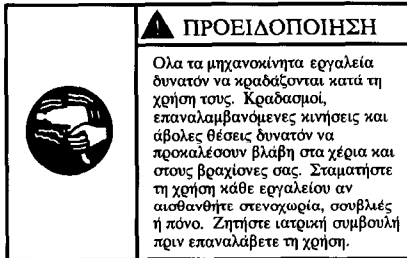 ΠΡΟΕΙΔΟΠΟΙΗΣΗ
Ολα τα μηχανοκίνητα εργαλεία
δυνατόν να κραδάζονται κατά τη
χρήση τους. Κραδασμοί,
επαναλαμβανόμενες κινήσεις και
άβολες θέσεις δυνατόν να
προκαλέσουν βλάβη στα χέρια και
στους βραχίονες σας. Σταματήστε
τη χρήση κάθε εργαλείου αν
αισθανθήτε στενοχωρία, σουβλιές
ή πόνο. Ζητήστε ιατρική συμβουλή
πριν επαναλάβετε τη χρήση.